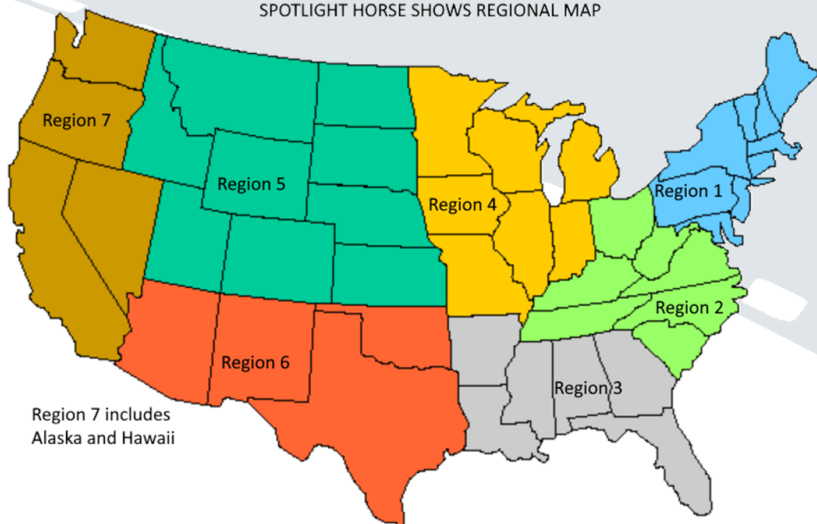 SPOTLIGHT HORSE SHOWS REGIONAL MAP
Region 7
Region 5
Region 4
Region 1
Region 2
Region 6
Region 3
Region 7 includes
Alaska and Hawaii